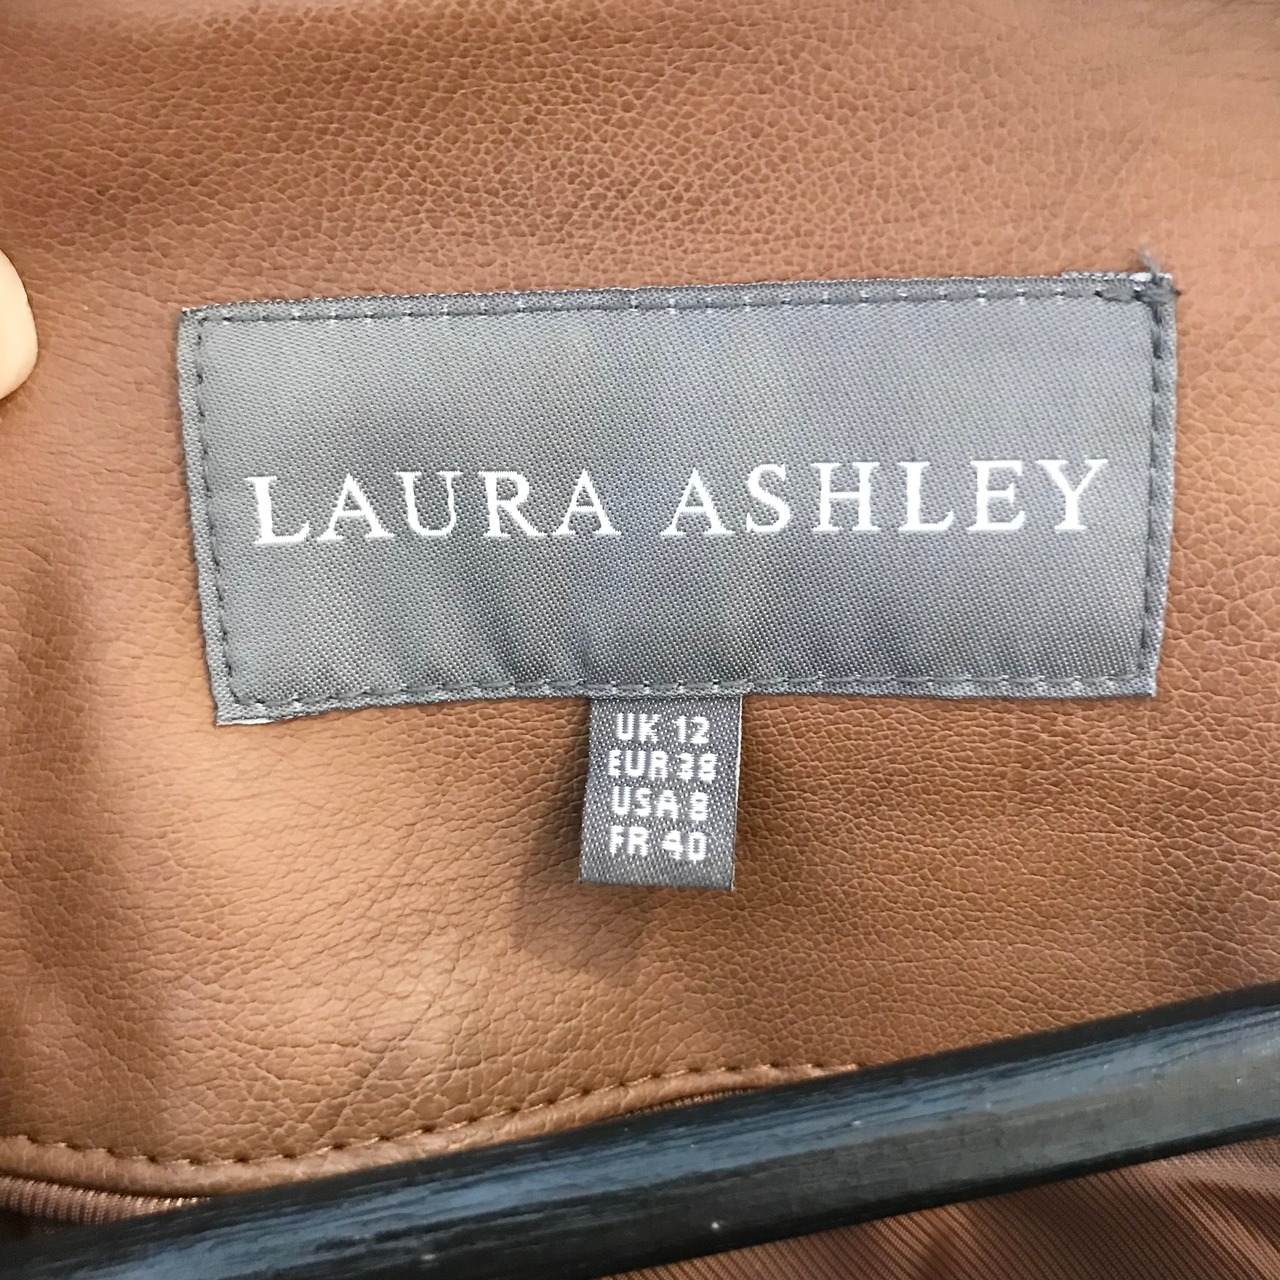 LAURA ASHLEY
UK 12
EUR 38
USA 8
FR 40